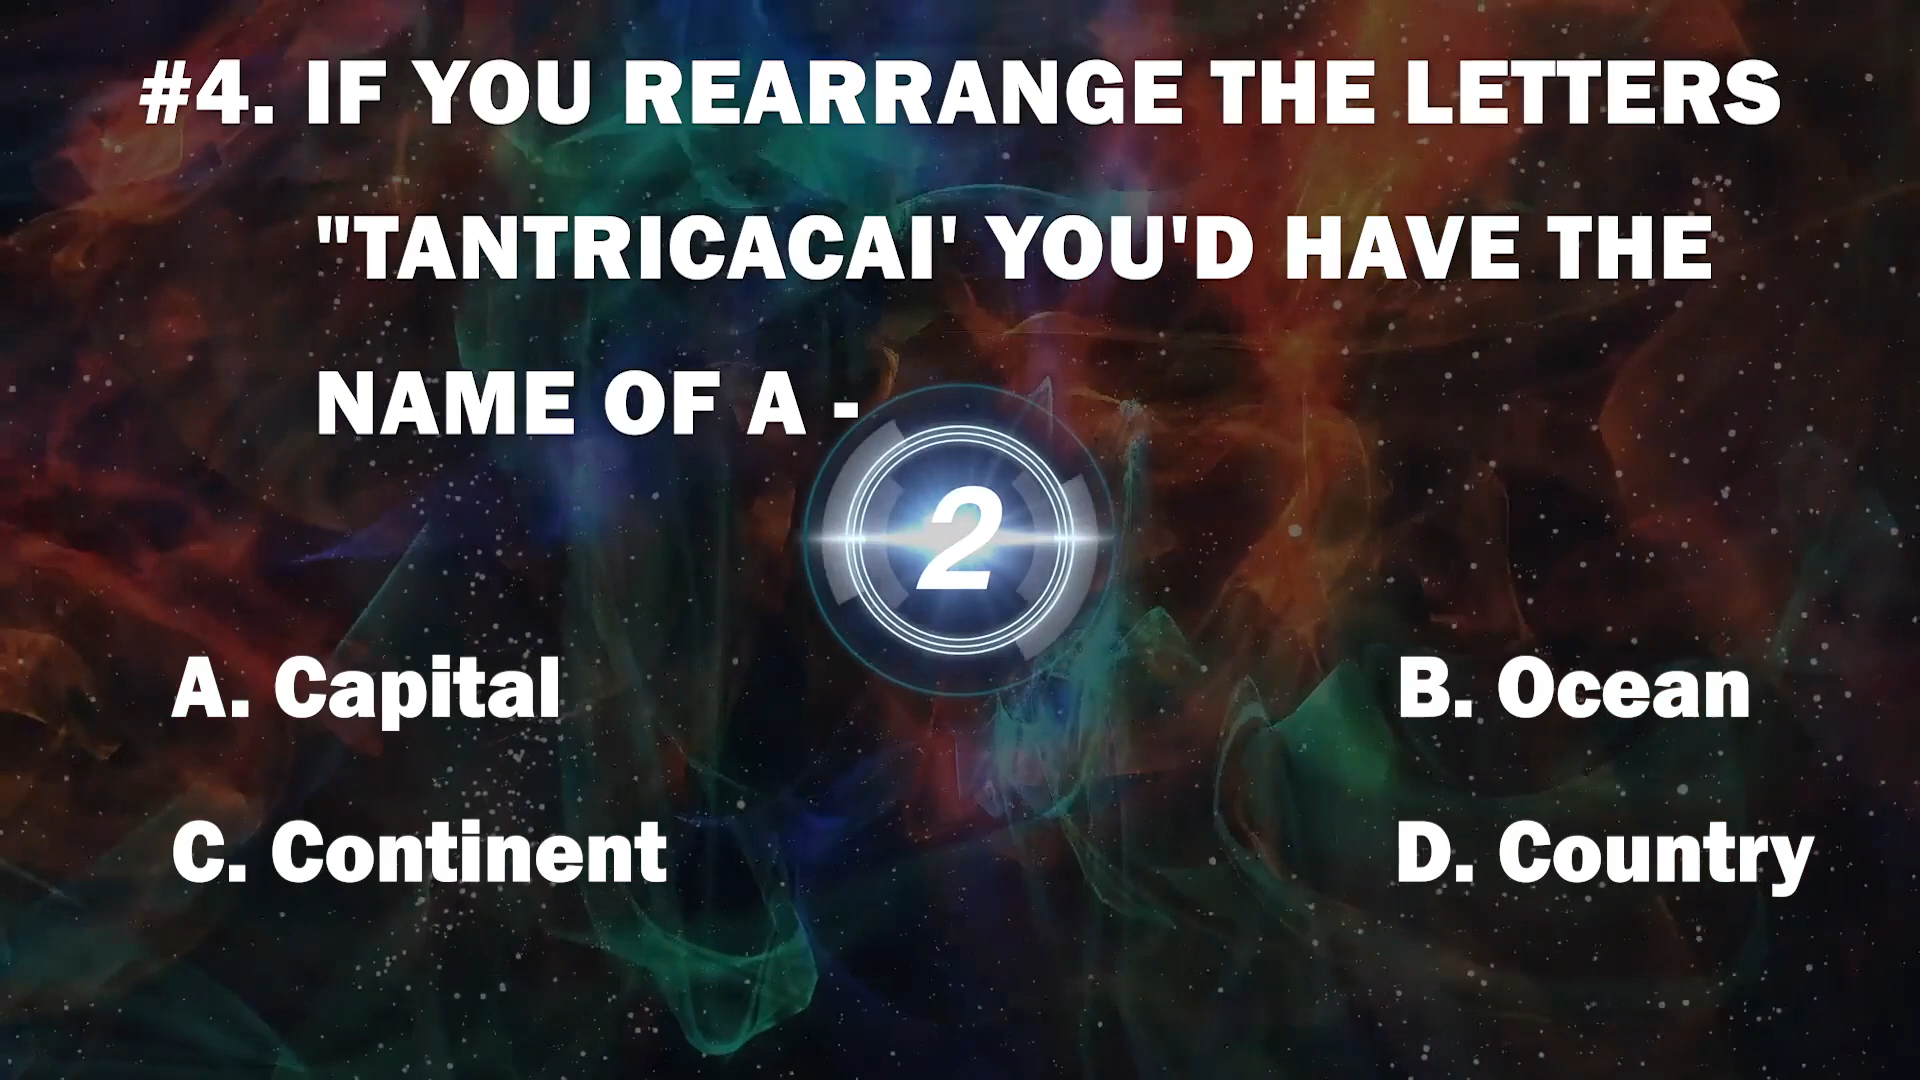 #4. IF YOU REARRANGE THE LETTERS
"TANTRICACAI' YOU'D HAVE THE
NAME OF A -
2
A. Capital
B. Ocean
C. Continent
D. Country